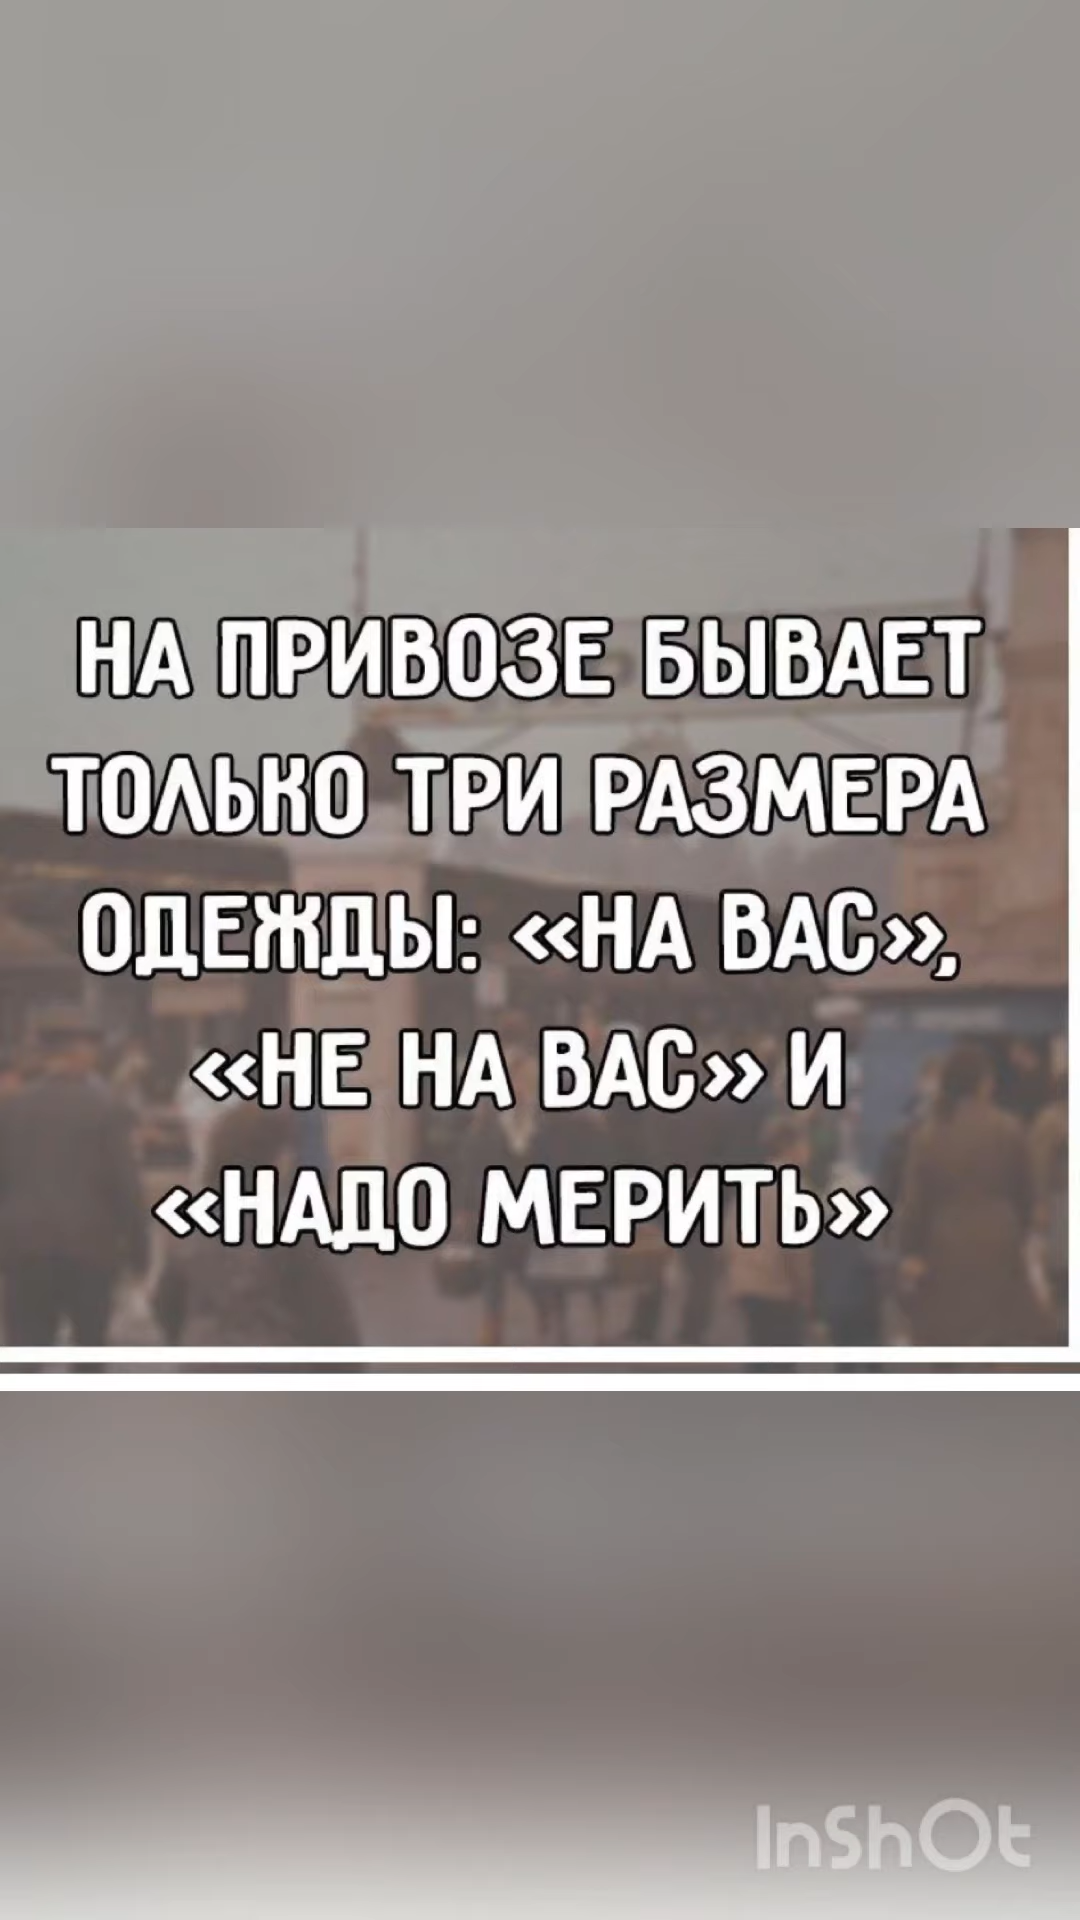 НА ПРИВОЗЕ БЫВАЕТ
ТОЛЬКО ТРИ РАЗМЕРА
ОДЕЖДЫ: «НА ВАС»,
«НЕ НА ВАС» И
«НАДО МЕРИТЬ»
InShOt